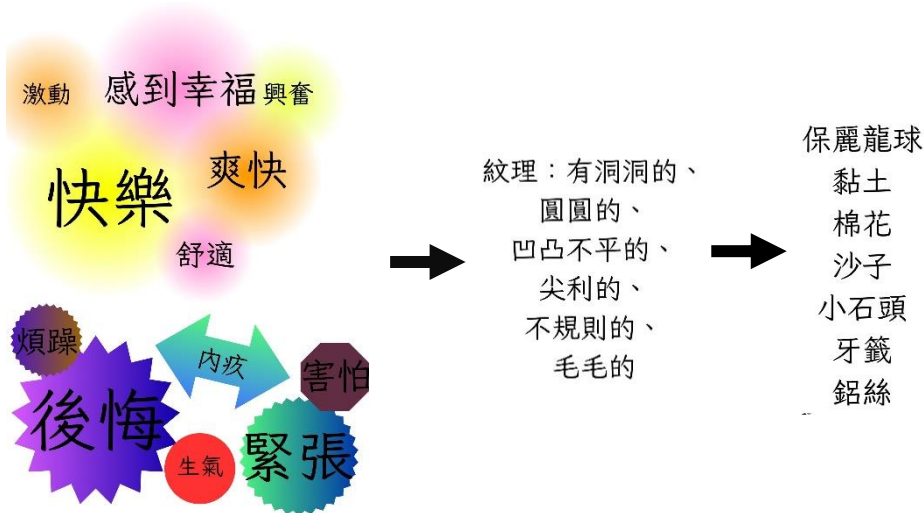 激動
感到幸福
興奮
快樂
爽快
舒適
煩躁
內疚
害怕
後悔
生氣
緊張
紋理：有洞洞的、
圓圓的、
凹凸不平的、
尖利的、
不規則的、
毛毛的
保麗龍球
黏土
棉花
沙子
小石頭
牙籤
鋁絲